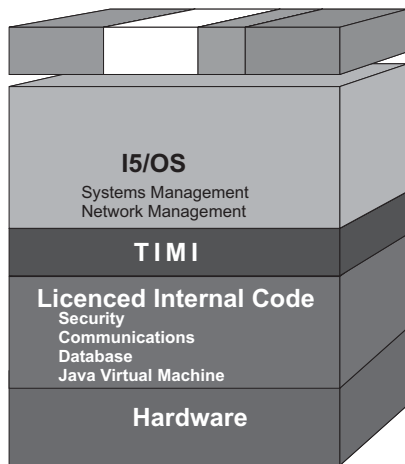 I5/OS
Systems Management
Network Management
TIMI
Licenced Internal Code
Security
Communications
Database
Java Virtual Machine
Hardware